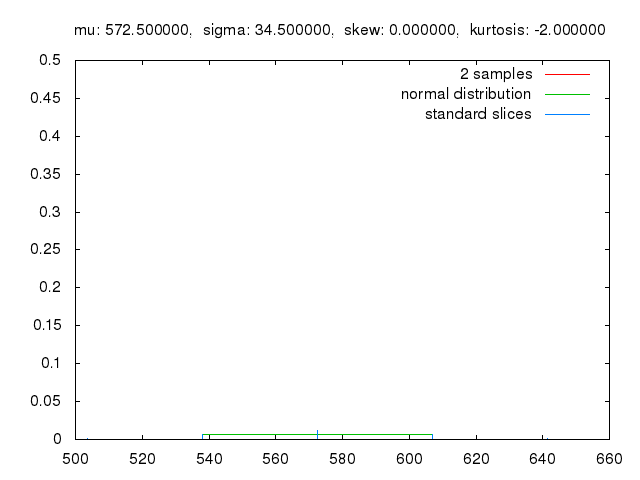 mu: 572.500000, sigma: 34.500000, skew: 0.000000, kurtosis: -2.000000
0.5
2 samples
normal distribution
standard slices
0.45
0.4
0.35
0.3
0.25
0.2
0.15
0.1
0.05
0
500 520 540 560 580 600 620 640 660